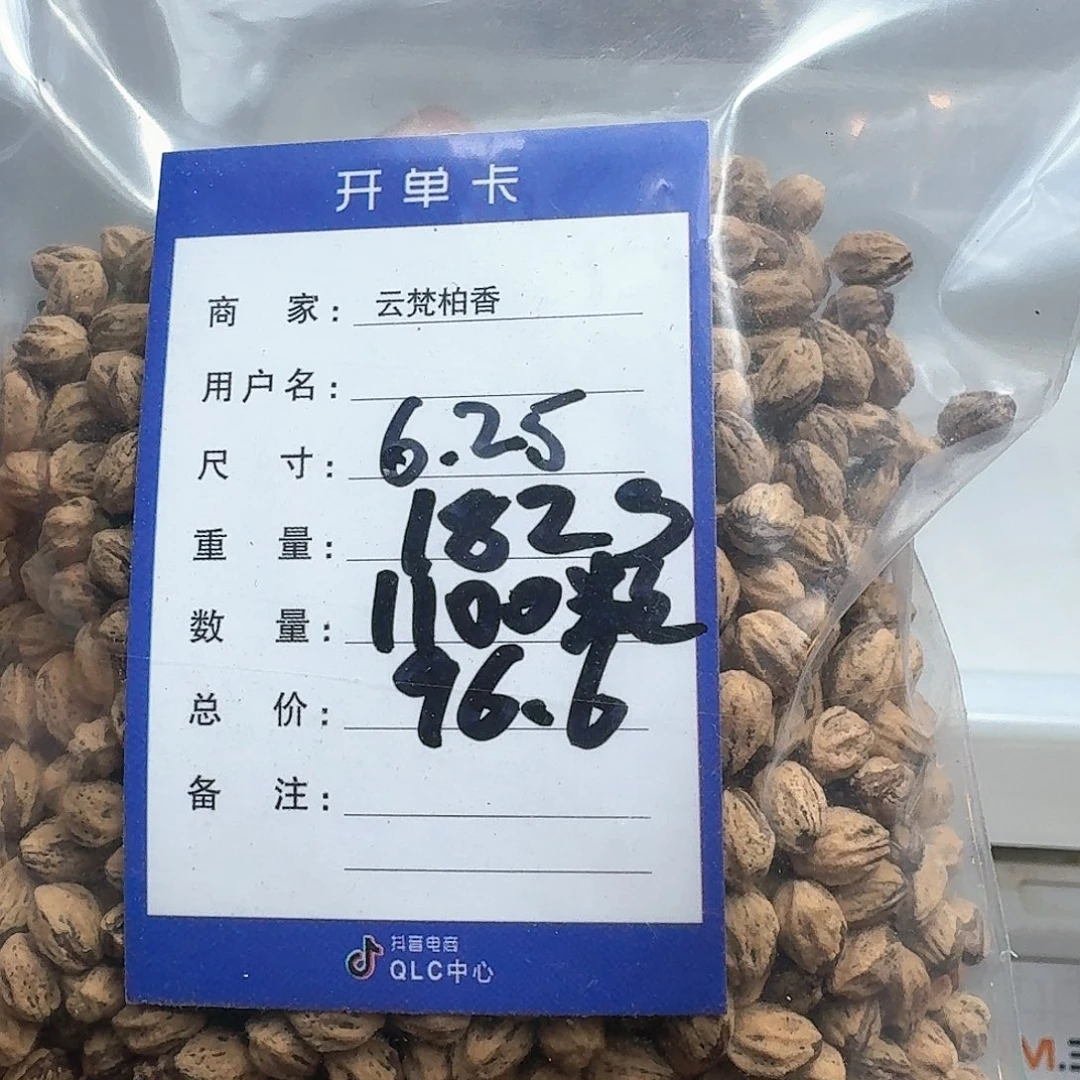 开单卡
商 家: 云梵柏香
用户名:
尺 寸: 6.25
重 量: 182g
数 量: 1100粒
总 价: 96.6
备 注:
抖音电商
QLC中心